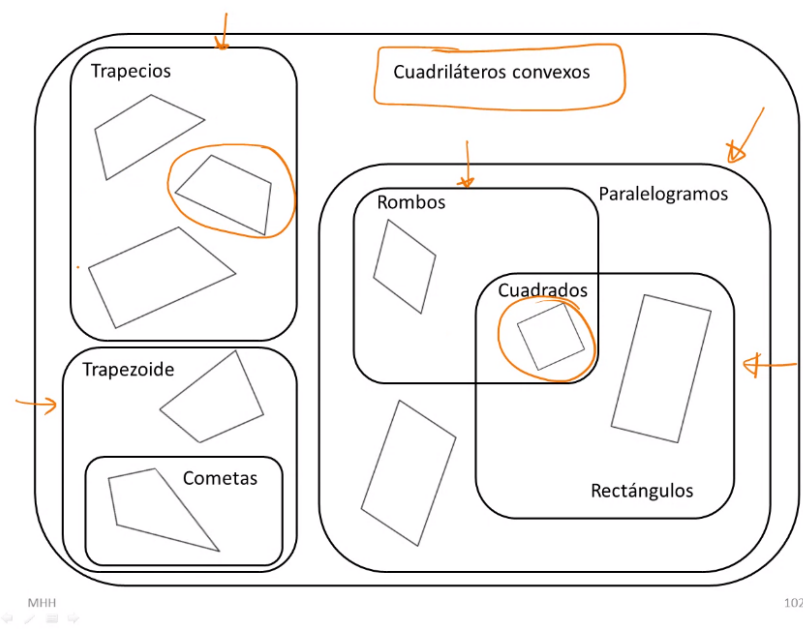 Trapecios
Cuadriláteros convexos
Rombos
Paralelogramos
Cuadrados
Trapezoide
Cometas
Rectángulos
MHH
102